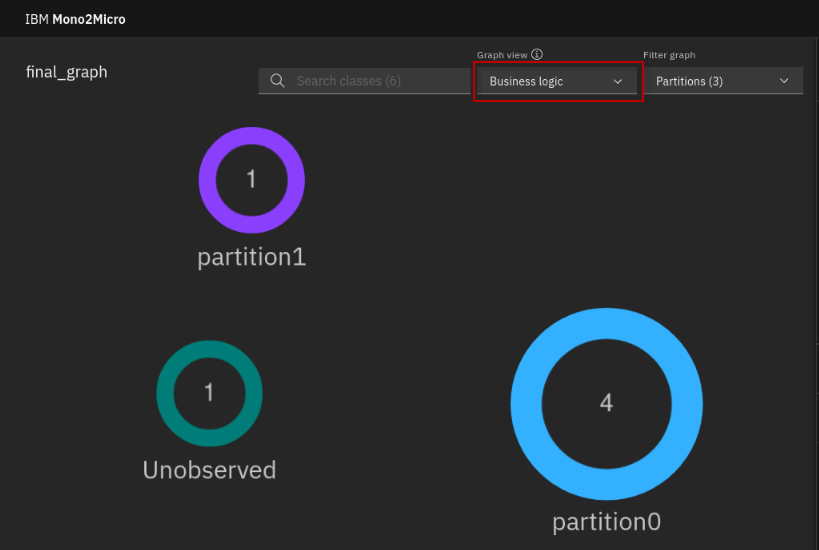 IBM Mono2Micro
final_graph
Graph view
Filter graph
Search classes (6)
Business logic
Partitions (3)
1
partition1
1
Unobserved
4
partition0